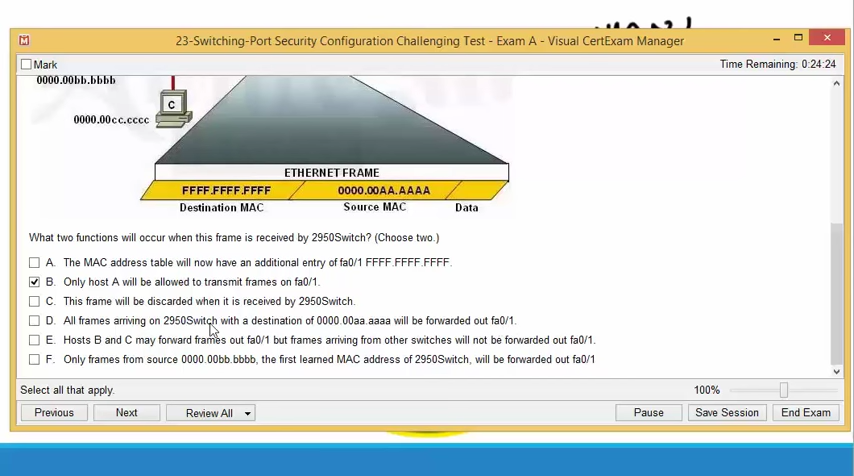 23-Switching-Port Security Configuration Challenging Test - Exam A - Visual CertExam Manager
Mark
Time Remaining: 0:24:24
0000.00bb.bbbb
C
0000.00cc.cccc
ETHERNET FRAME
FFFF.FFFF.FFFF 0000.00AA.AAAA
Destination MAC Source MAC Data
What two functions will occur when this frame is received by 2950Switch? (Choose two.)
A. The MAC address table will now have an additional entry of fa0/1 FFFF.FFFF.FFFF.
B. Only host A will be allowed to transmit frames on fa0/1.
C. This frame will be discarded when it is received by 2950Switch.
D. All frames arriving on 2950Switch with a destination of 0000.00aa.aaaa will be forwarded out fa0/1.
E. Hosts B and C may forward frames out fa0/1 but frames arriving from other switches will not be forwarded out fa0/1.
F. Only frames from source 0000.00bb.bbbb, the first learned MAC address of 2950Switch, will be forwarded out fa0/1
Select all that apply.
100%
Previous Next Review All Pause Save Session End Exam